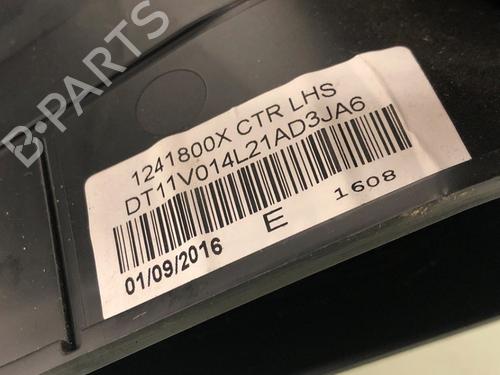 B-PARTS
1241800X CTR LHS
DT11V014L21AD3JA6
E 1608
01/09/2016